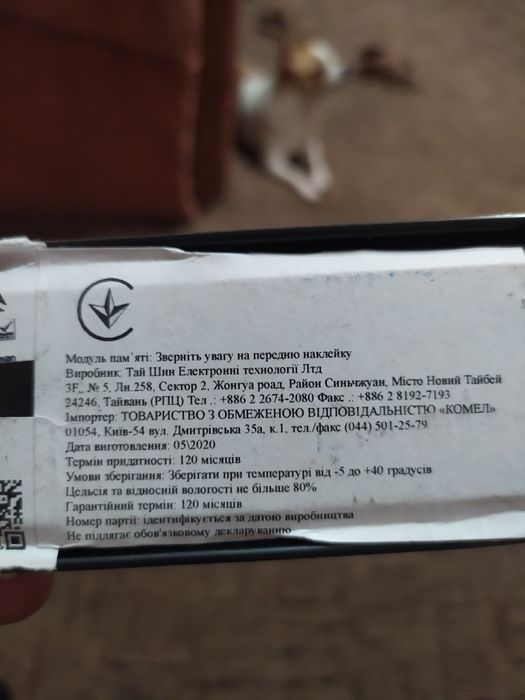 Модуль пам`яті: Зверніть увагу на передню наклейку
Виробник: Тай Шин Електронні технології Лтд
3F., № 5, Лн.258, Сектор 2, Жонгуа роад, Район Синьчжуан, Місто Новий Тайбей
24246, Тайвань (РПЦ) Тел .: +886 2 2674-2080 Факс .: +886 2 8192-7193
Імпортер: ТОВАРИСТВО З ОБМЕЖЕНОЮ ВІДПОВІДАЛЬНІСТЮ «КОМЕЛ»
01054, Київ-54 вул. Дмитрівська 35а, к.1, тел./факс (044) 501-25-79
Дата виготовлення: 05\2020
Термін придатності: 120 місяців
Умови зберігання: Зберігати при температурі від -5 до +40 градусів
Цельсія та відносній вологості не більше 80%
Гарантійний термін: 120 місяців
Номер партії: ідентифікується за датою виробництва
Не підлягає обов'язковому декларуванню